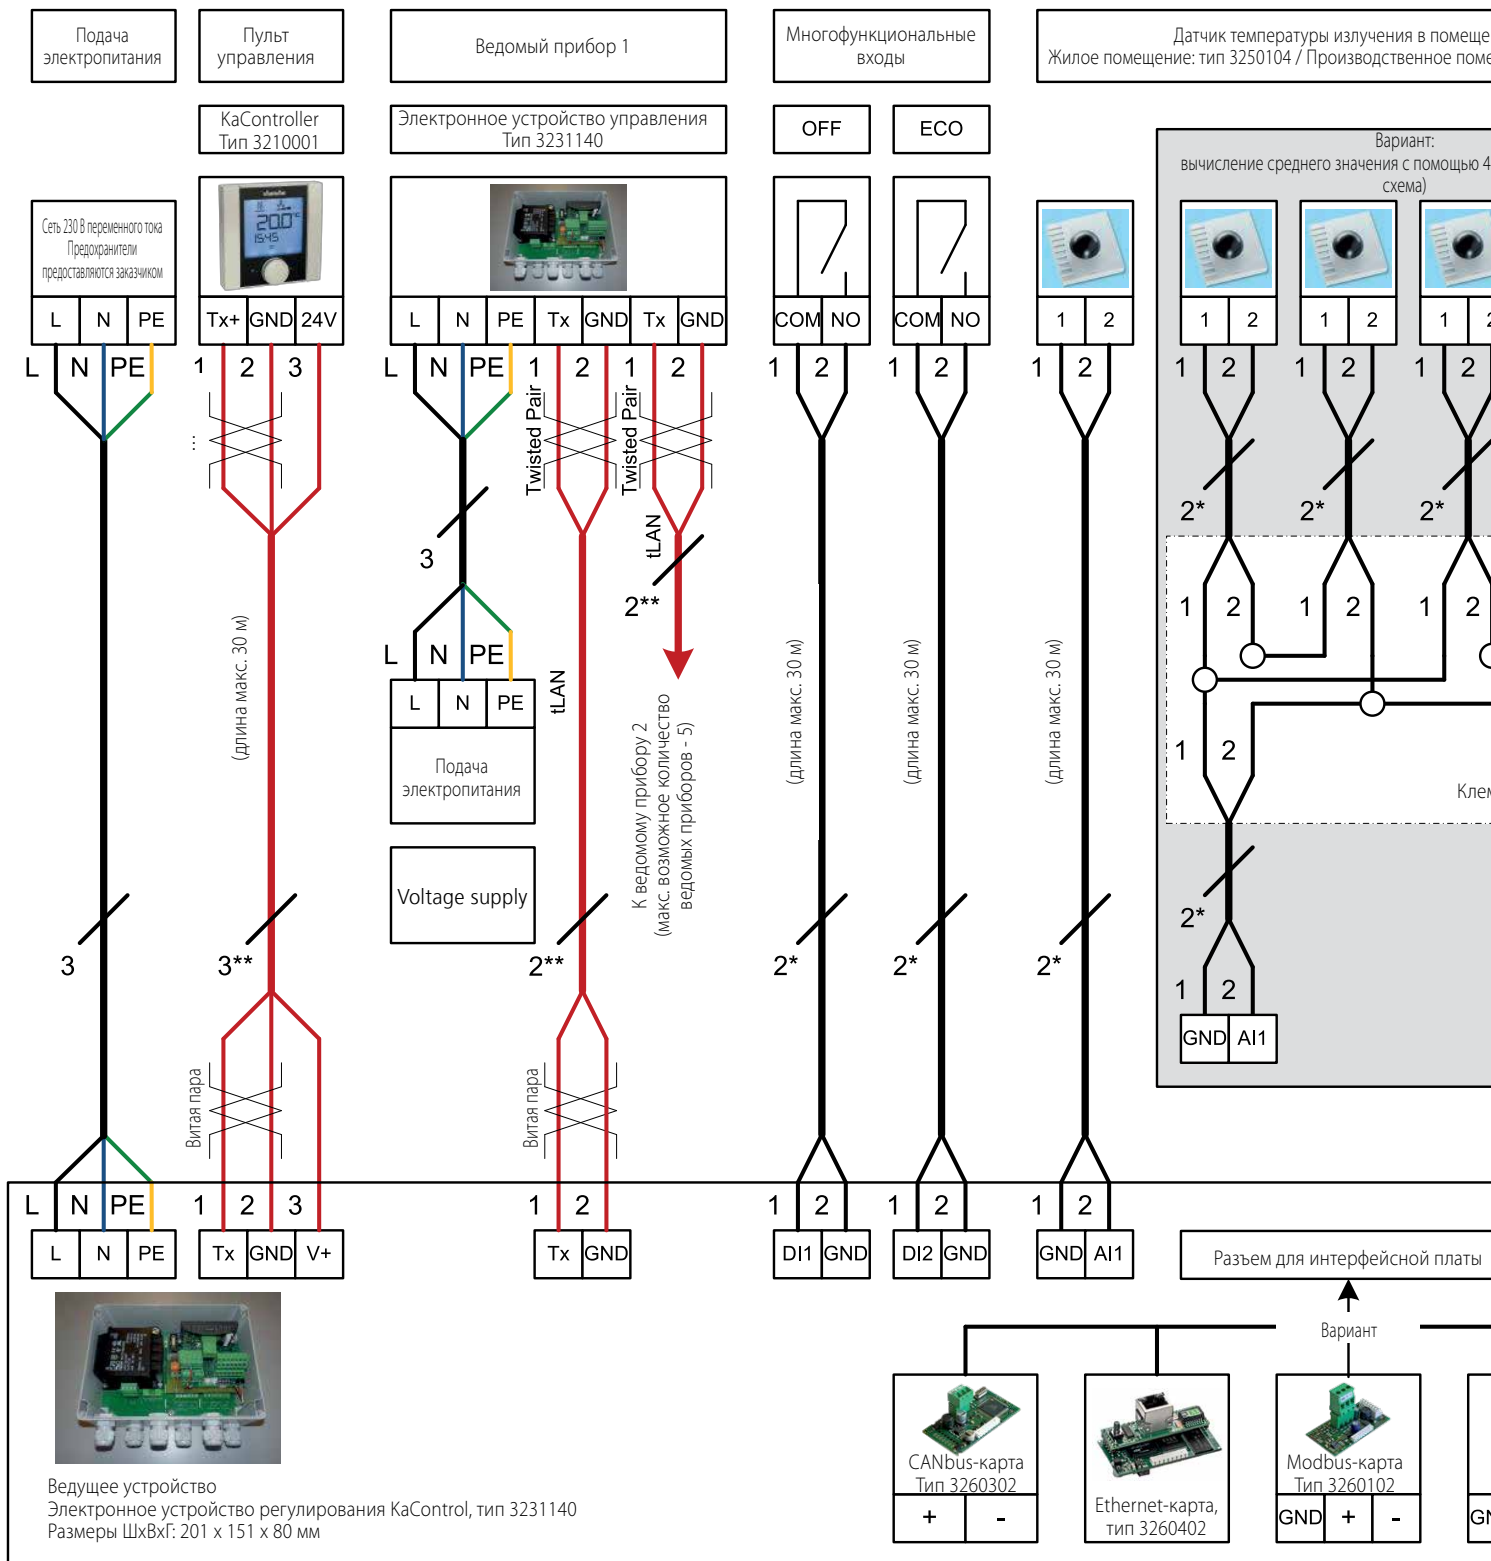 Подача
электропитания
Пульт
управления
Ведомый прибор 1
Многофункциональные
входы
Датчик температуры излучения в помеще
Жилое помещение: тип 3250104 / Производственное поме
KaController
Тип 3210001
Электронное устройство управления
Тип 3231140
OFF
ECO
Вариант:
вычисление среднего значения с помощью 4
схема)
Сеть 230 В переменного тока
Предохранители
предоставляются заказчиком
20.0°C
15:45
L N PE
Tx+ GND 24V
L N PE Tx GND Tx GND
COM NO
COM NO
1 2
1 2
1 2
1 2
L N PE
1 2 3
L N PE 1 2 1 2
1 2
1 2
1 2
1 2
1 2
1 2
...
Twisted Pair
Twisted Pair
2*
2*
2*
3
tLAN
2**
1 2
1 2
1 2
(длина макс. 30 м)
L N PE
L N PE
Подача
электропитания
Voltage supply
tLAN
К ведомому прибору 2
(макс. возможное количество
ведомых приборов - 5)
(длина макс. 30 м)
(длина макс. 30 м)
(длина макс. 30 м)
1 2
Клем
2*
3
3**
2**
2*
2*
2*
1 2
GND AI1
Витая пара
Витая пара
L N PE
1 2 3
1 2
1 2
1 2
1 2
L N PE
Tx GND V+
Tx GND
DI1 GND
DI2 GND
GND AI1
Разъем для интерфейсной платы
Вариант
CANbus-карта
Тип 3260302
+ -
Ethernet-карта,
тип 3260402
Modbus-карта
Тип 3260102
GND + -
GN
Ведущее устройство
Электронное устройство регулирования KaControl, тип 3231140
Размеры ШxВxГ: 201 x 151 x 80 мм